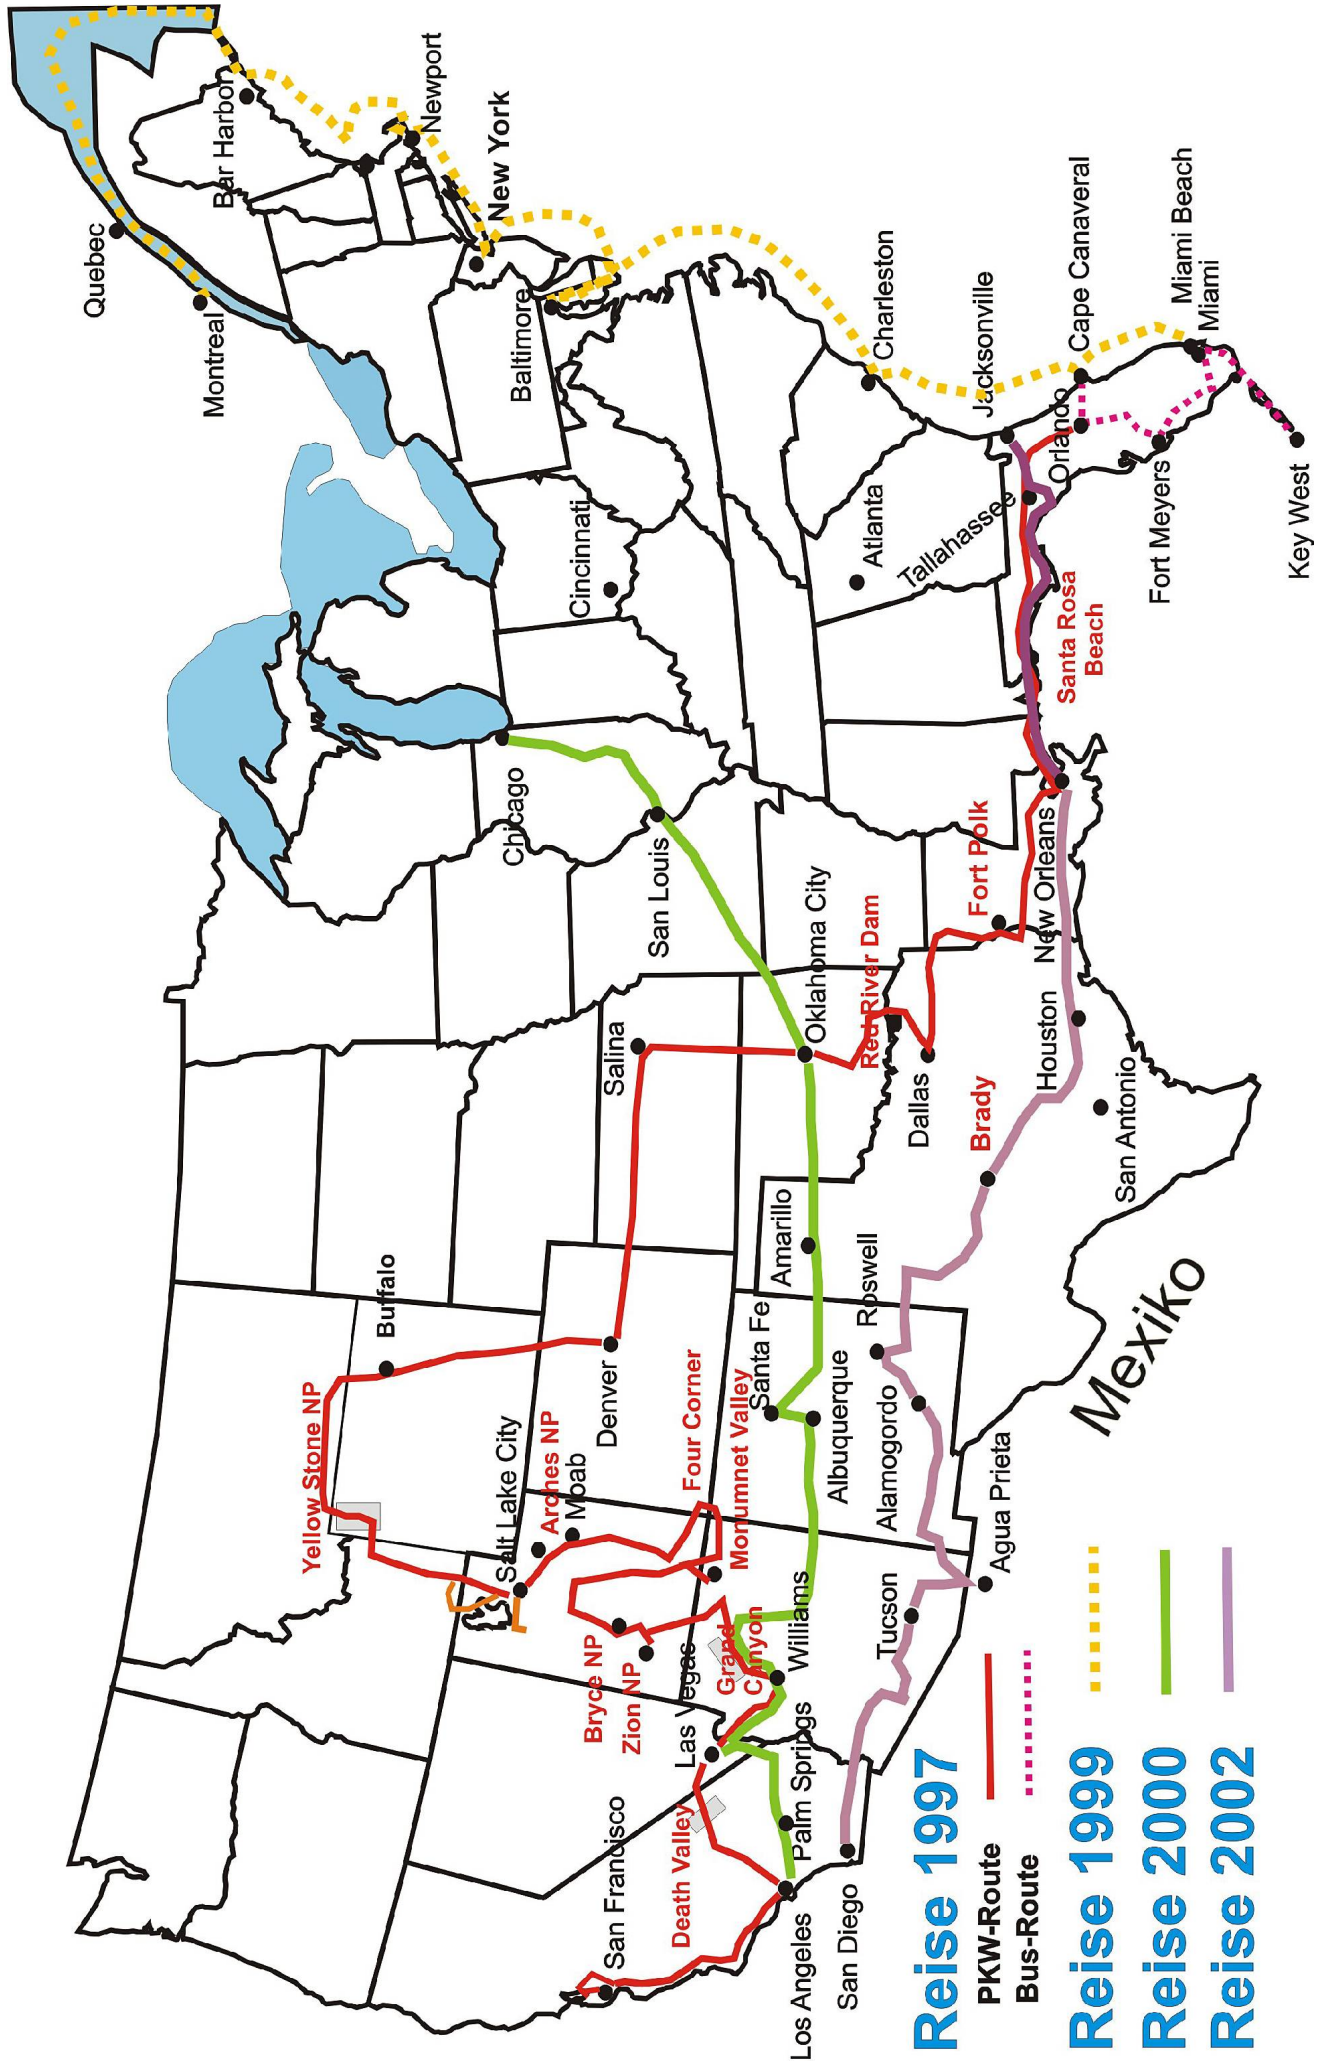 Quebec
Montreal
Bar Harbor
Newport
New York
Baltimore
Charleston
Jacksonville
Cape Canaveral
Miami Beach
Miami
Orlando
Fort Meyers
Key West
Tallahassee
Atlanta
Cincinnati
Santa Rosa
Beach
Chicago
San Louis
Oklahoma City
Red River Dam
Fort Polk
New Orleans
Salina
Dallas
Brady
Houston
San Antonio
Buffalo
Yellow Stone NP
Salt Lake City
Arches NP
Moab
Denver
Four Corner
Monumnet Valley
Santa Fe
Amarillo
Albuquerque
Roswell
Alamogordo
Agua Prieta
Mexiko
Tucson
Williams
Grand
Canyon
Bryce NP
Zion NP
Las Vegas
Palm Springs
Death Valley
San Francisco
Los Angeles
San Diego
Reise 1997
PKW-Route
Bus-Route
Reise 1999
Reise 2000
Reise 2002